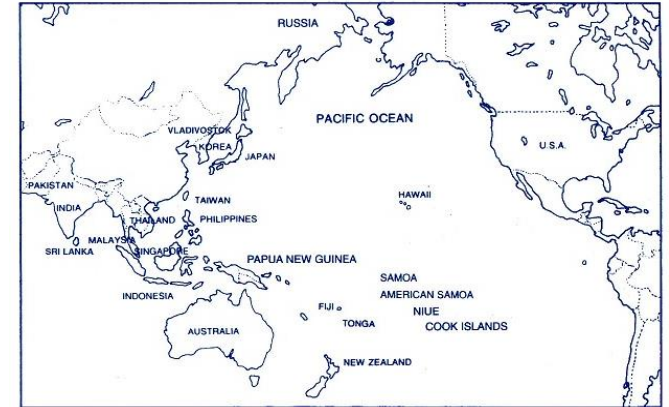 RUSSIA
PACIFIC OCEAN
VLADIVOSTOK
KOREA
JAPAN
U.S.A.
PAKISTAN
INDIA
TAIWAN
HAWAII
THAILAND
PHILIPPINES
MALAYSIA
SINGAPORE
SRI LANKA
PAPUA NEW GUINEA
SAMOA
INDONESIA
AMERICAN SAMOA
FIJI
NIUE
TONGA
COOK ISLANDS
AUSTRALIA
NEW ZEALAND